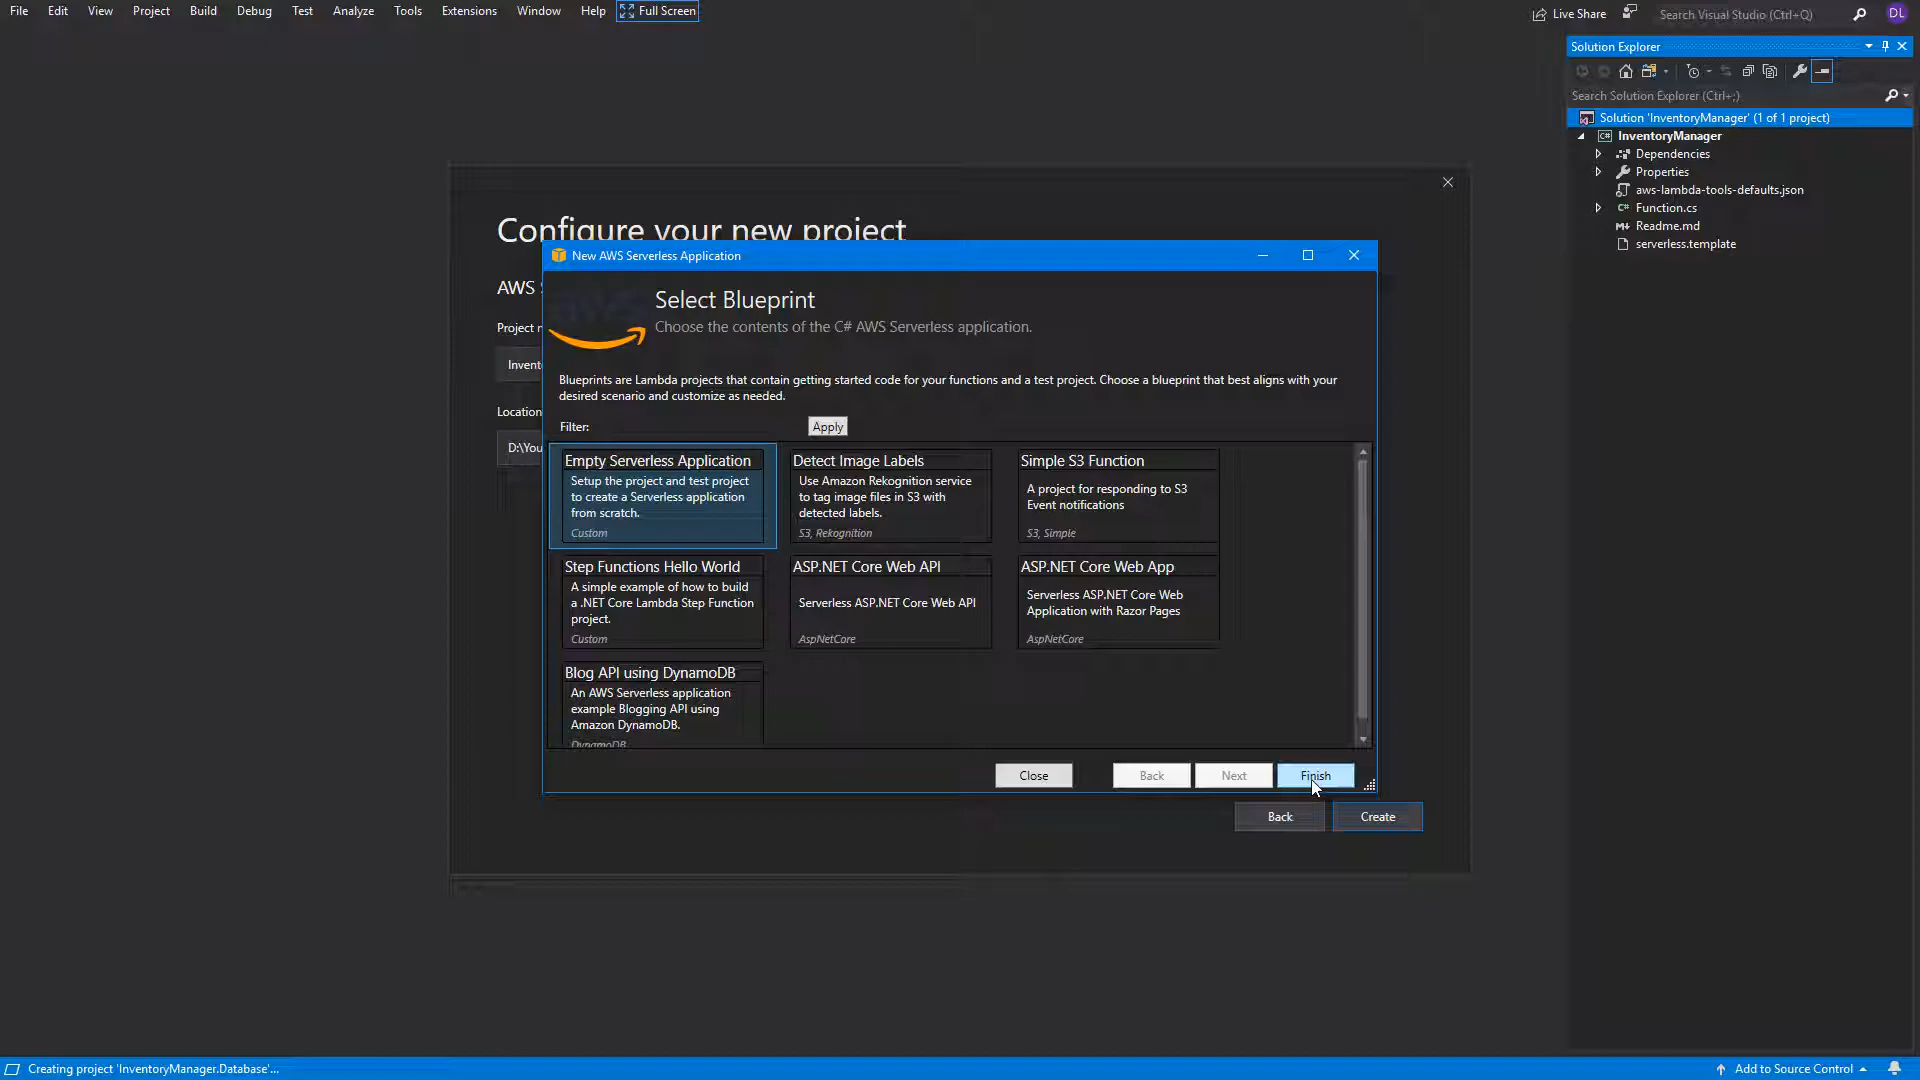 File Edit View Project Build Debug Test Analyze Tools Extensions Window Help Full Screen
Live Share
Search Visual Studio (Ctrl+Q)
DL
Solution Explorer
Search Solution Explorer (Ctrl+;)
Solution 'InventoryManager' (1 of 1 project)
InventoryManager
Dependencies
Properties
aws-lambda-tools-defaults.json
Function.cs
Readme.md
serverless.template
Configure your new project
AWS
Project
Location
D:\You
New AWS Serverless Application
Select Blueprint
Choose the contents of the C# AWS Serverless application.
Blueprints are Lambda projects that contain getting started code for your functions and a test project. Choose a blueprint that best aligns with your
desired scenario and customize as needed.
Filter:
Apply
Empty Serverless Application
Setup the project and test project
to create a Serverless application
from scratch.
Custom
Detect Image Labels
Use Amazon Rekognition service
to tag image files in S3 with
detected labels.
S3, Rekognition
Simple S3 Function
A project for responding to S3
Event notifications
S3, Simple
Step Functions Hello World
A simple example of how to build
a .NET Core Lambda Step Function
project.
Custom
ASP.NET Core Web API
Serverless ASP.NET Core Web API
AspNetCore
ASP.NET Core Web App
Serverless ASP.NET Core Web
Application with Razor Pages
AspNetCore
Blog API using DynamoDB
An AWS Serverless application
example Blogging API using
Amazon DynamoDB.
DynamoDB
Close
Back
Next
Finish
Back
Create
Creating project 'InventoryManager.Database'...
Add to Source Control